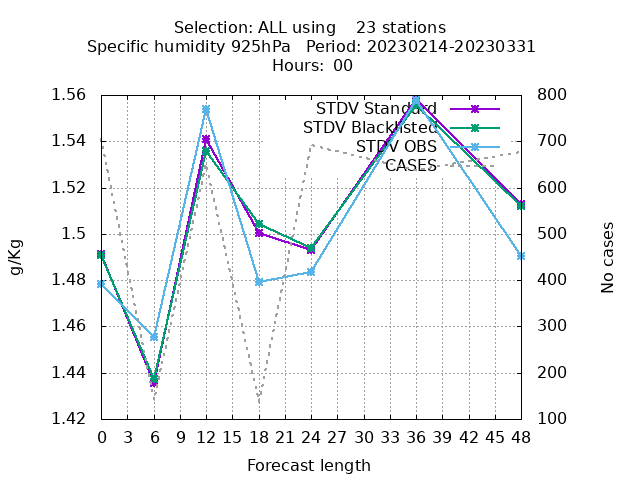 Selection: ALL using    23 stations
Specific humidity 925hPa   Period: 20230214-20230331
Hours:  00
STDV Standard
STDV Blacklisted
STDV OBS
CASES
1.56
1.54
1.52
1.5
1.48
1.46
1.44
1.42
g/Kg
800
700
600
500
400
300
200
100
No cases
0 3 6 9 12 15 18 21 24 27 30 33 36 39 42 45 48
Forecast length